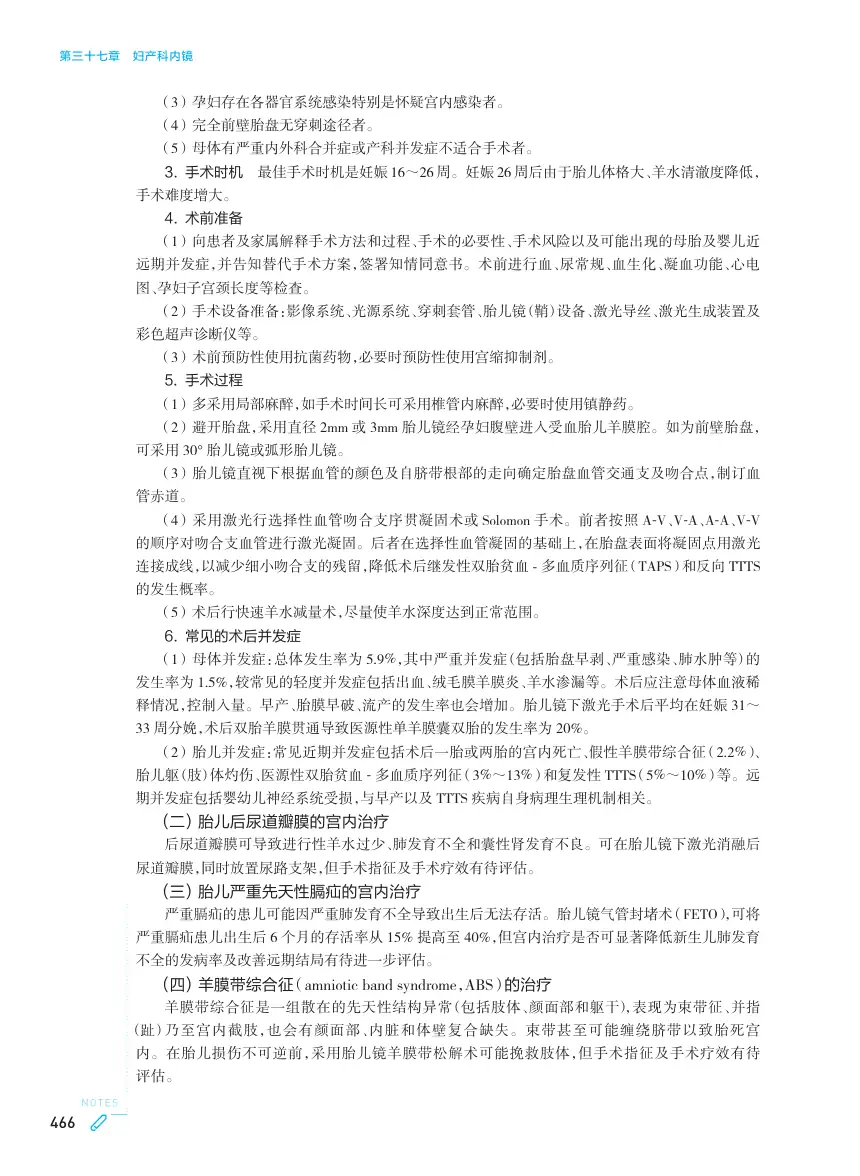 第三十七章　妇产科内镜
（3）孕妇存在各器官系统感染特别是怀疑宫内感染者。
（4）完全前壁胎盘无穿刺途径者。
（5）母体有严重内外科合并症或产科并发症不适合手术者。
3. 手术时机　最佳手术时机是妊娠 16～26 周。妊娠 26 周后由于胎儿体格大、羊水清澈度降低，
手术难度增大。
4. 术前准备
（1）向患者及家属解释手术方法和过程、手术的必要性、手术风险以及可能出现的母胎及婴儿近
远期并发症，并告知替代手术方案，签署知情同意书。术前进行血、尿常规、血生化、凝血功能、心电
图、孕妇子宫颈长度等检查。
（2）手术设备准备：影像系统、光源系统、穿刺套管、胎儿镜（鞘）设备、激光导丝、激光生成装置及
彩色超声诊断仪等。
（3）术前预防性使用抗菌药物，必要时预防性使用宫缩抑制剂。
5. 手术过程
（1）多采用局部麻醉，如手术时间长可采用椎管内麻醉，必要时使用镇静药。
（2）避开胎盘，采用直径 2mm 或 3mm 胎儿镜经孕妇腹壁进入受血胎儿羊膜腔。如为前壁胎盘，
可采用 30° 胎儿镜或弧形胎儿镜。
（3）胎儿镜直视下根据血管的颜色及自脐带根部的走向确定胎盘血管交通支及吻合点，制订血
管赤道。
（4）采用激光行选择性血管吻合支序贯凝固术或 Solomon 手术。前者按照 A-V、V-A、A-A、V-V
的顺序对吻合支血管进行激光凝固。后者在选择性血管凝固的基础上，在胎盘表面将凝固点用激光
连接成线，以减少细小吻合支的残留，降低术后继发性双胎贫血 - 多血质序列征（TAPS）和反向 TTTS
的发生概率。
（5）术后行快速羊水减量术，尽量使羊水深度达到正常范围。
6. 常见的术后并发症
（1）母体并发症：总体发生率为 5.9%，其中严重并发症（包括胎盘早剥、严重感染、肺水肿等）的
发生率为 1.5%，较常见的轻度并发症包括出血、绒毛膜羊膜炎、羊水渗漏等。术后应注意母体血液稀
释情况，控制入量。早产、胎膜早破、流产的发生率也会增加。胎儿镜下激光手术后平均在妊娠 31～
33 周分娩，术后双胎羊膜贯通导致医源性单羊膜囊双胎的发生率为 20%。
（2）胎儿并发症：常见近期并发症包括术后一胎或两胎的宫内死亡、假性羊膜带综合征（2.2%）、
胎儿躯（肢）体灼伤、医源性双胎贫血 - 多血质序列征（3%～13%）和复发性 TTTS（5%～10%）等。远
期并发症包括婴幼儿神经系统受损，与早产以及 TTTS 疾病自身病理生理机制相关。
（二）胎儿后尿道瓣膜的宫内治疗
后尿道瓣膜可导致进行性羊水过少、肺发育不全和囊性肾发育不良。可在胎儿镜下激光消融后
尿道瓣膜，同时放置尿路支架，但手术指征及手术疗效有待评估。
（三）胎儿严重先天性膈疝的宫内治疗
严重膈疝的患儿可能因严重肺发育不全导致出生后无法存活。胎儿镜气管封堵术（FETO），可将
严重膈疝患儿出生后 6 个月的存活率从 15% 提高至 40%，但宫内治疗是否可显著降低新生儿肺发育
不全的发病率及改善远期结局有待进一步评估。
（四）羊膜带综合征（amniotic band syndrome，ABS）的治疗
羊膜带综合征是一组散在的先天性结构异常（包括肢体、颜面部和躯干），表现为束带征、并指
（趾）乃至宫内截肢，也会有颜面部、内脏和体壁复合缺失。束带甚至可能缠绕脐带以致胎死宫
内。在胎儿损伤不可逆前，采用胎儿镜羊膜带松解术可能挽救肢体，但手术指征及手术疗效有待
评估。
NOTES
466